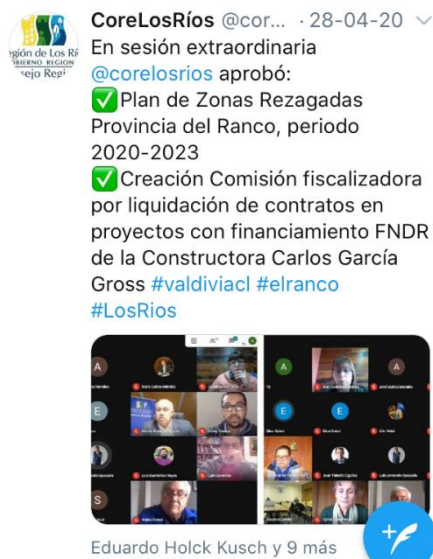 CoreLosRíos @cor... · 28-04-20
En sesión extraordinaria
@corelosrios aprobó:
✅Plan de Zonas Rezagadas
Provincia del Ranco, periodo
2020-2023
✅Creación Comisión fiscalizadora
por liquidación de contratos en
proyectos con financiamiento FNDR
de la Constructora Carlos García
Gross #valdiviacl #elranco
#LosRios
Eduardo Holck Kusch y 9 más